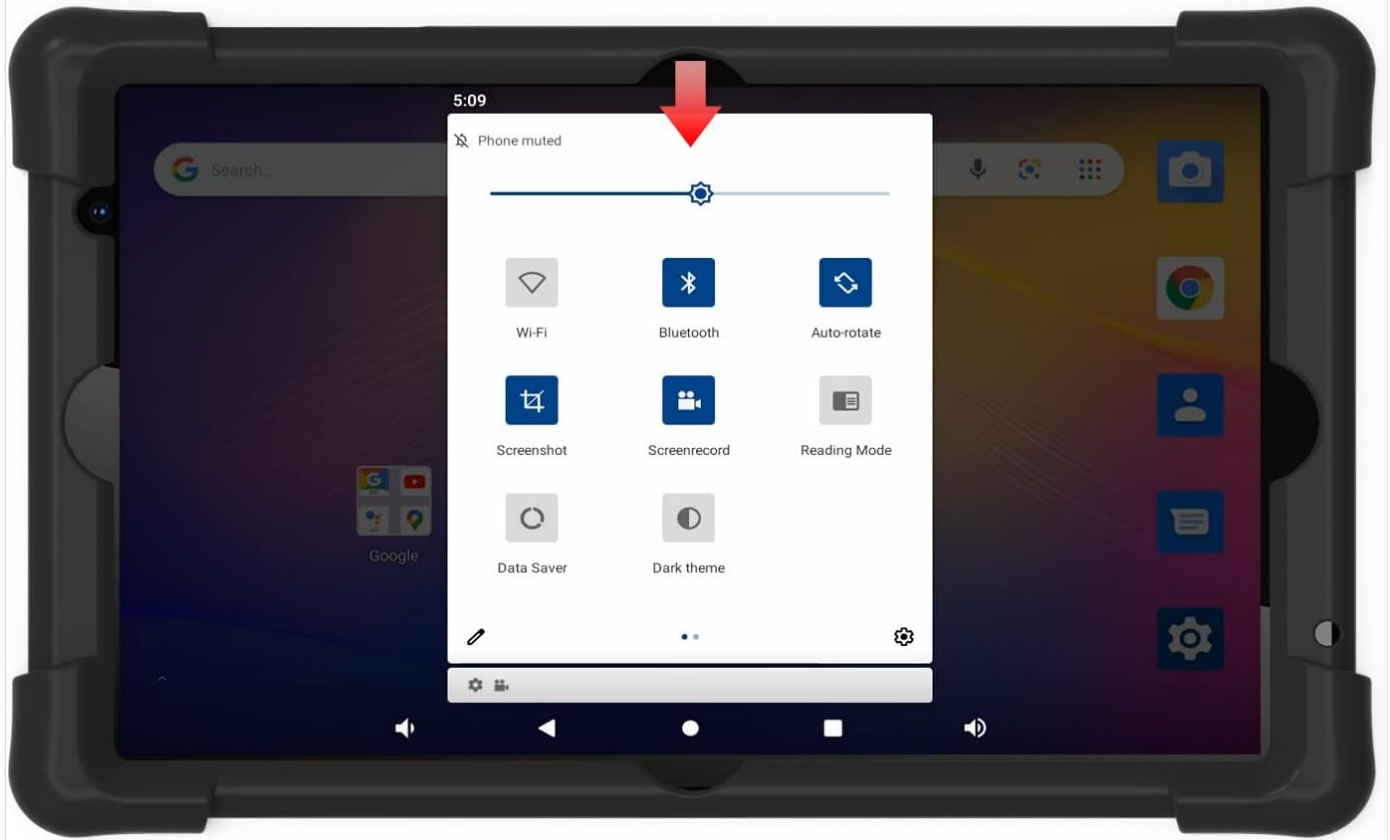 5:09
Phone muted
Search...
Wi-Fi
Bluetooth
Auto-rotate
Screenshot
Screenrecord
Reading Mode
Google
Data Saver
Dark theme